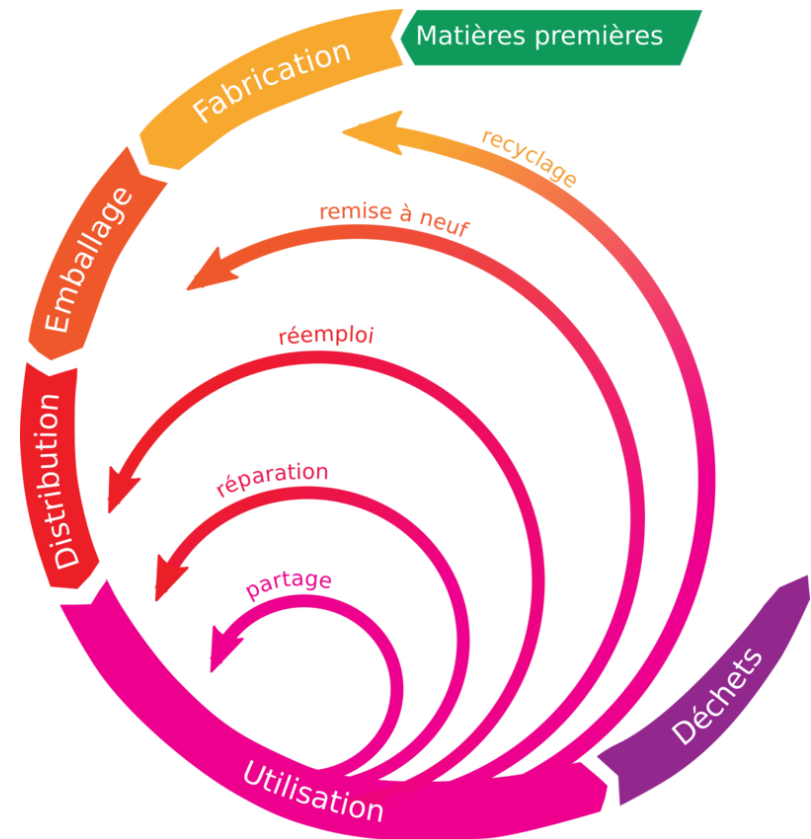 Matières premières
Fabrication
recyclage
Emballage
remise à neuf
réemploi
Distribution
réparation
partage
Déchets
Utilisation